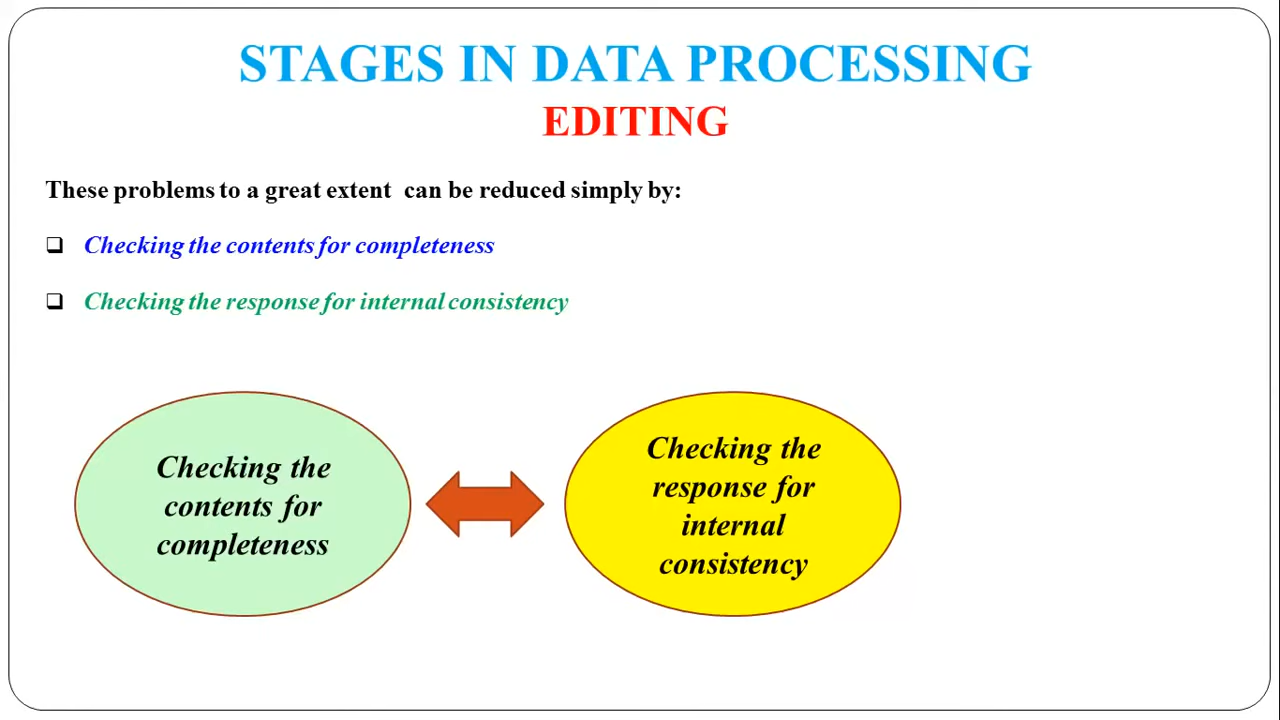 STAGES IN DATA PROCESSING
EDITING
These problems to a great extent can be reduced simply by:
❑ Checking the contents for completeness
❑ Checking the response for internal consistency
Checking the
contents for
completeness
Checking the
response for
internal
consistency